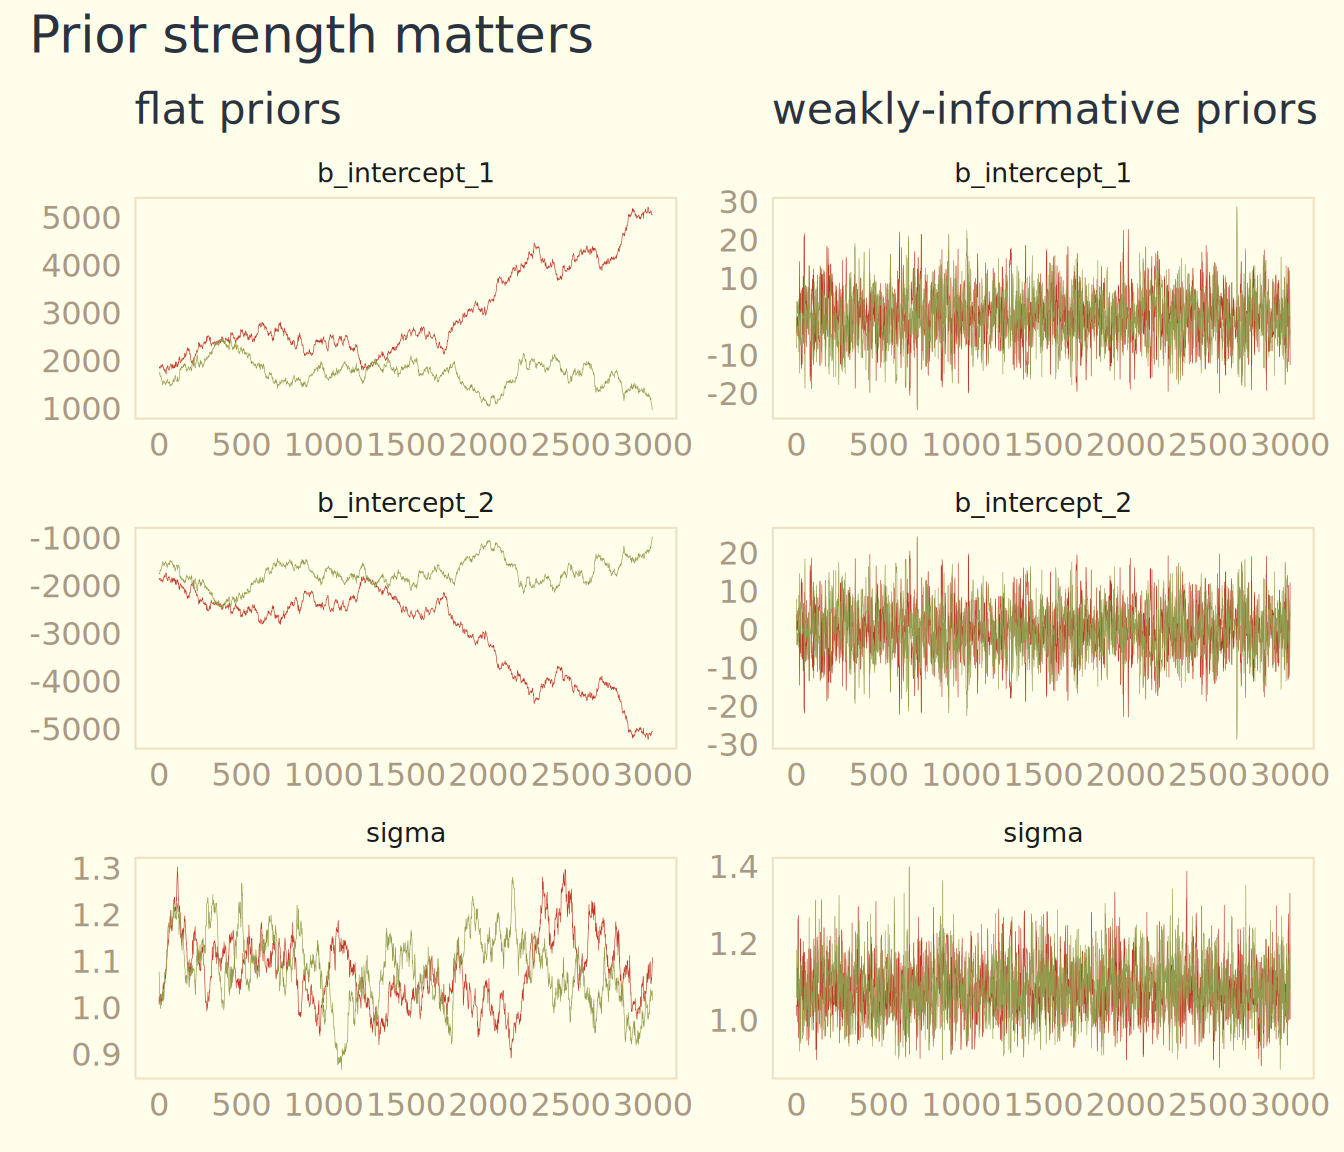 Prior strength matters
flat priors
weakly-informative priors
b_intercept_1
5000
4000
3000
2000
1000
0 500 1000 1500 2000 2500 3000
b_intercept_1
30
20
10
0
-10
-20
0 500 1000 1500 2000 2500 3000
b_intercept_2
-1000
-2000
-3000
-4000
-5000
0 500 1000 1500 2000 2500 3000
b_intercept_2
20
10
0
-10
-20
-30
0 500 1000 1500 2000 2500 3000
sigma
1.3
1.2
1.1
1.0
0.9
0 500 1000 1500 2000 2500 3000
sigma
1.4
1.2
1.0
0 500 1000 1500 2000 2500 3000